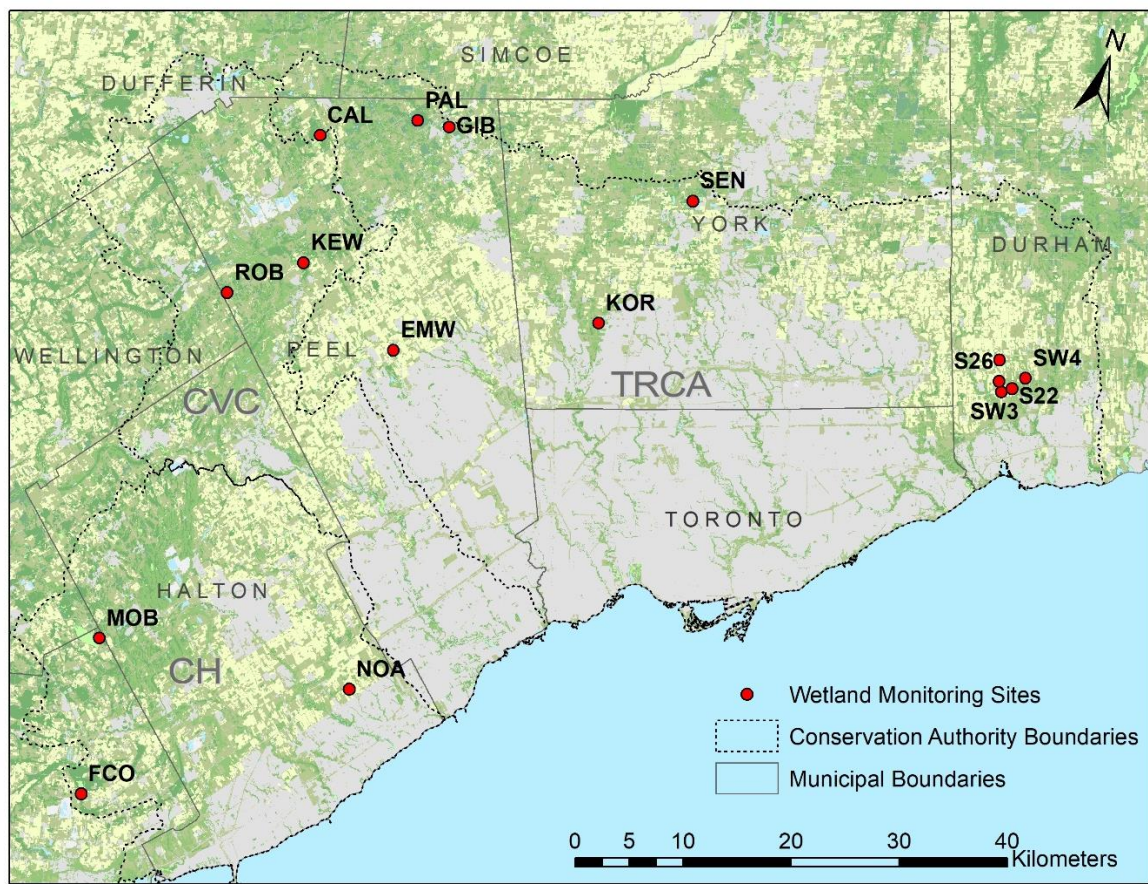 N
SIMCOE
DUFFERIN
CAL
PAL
GIB
SEN
YORK
DURHAM
KEW
ROB
KOR
EMW
WELLINGTON
PEEL
CVC
TRCA
S26
SW4
S22
SW3
TORONTO
HALTON
MOB
CH
NOA
FCO
Wetland Monitoring Sites
Conservation Authority Boundaries
Municipal Boundaries
0 5 10 20 30 40
Kilometers